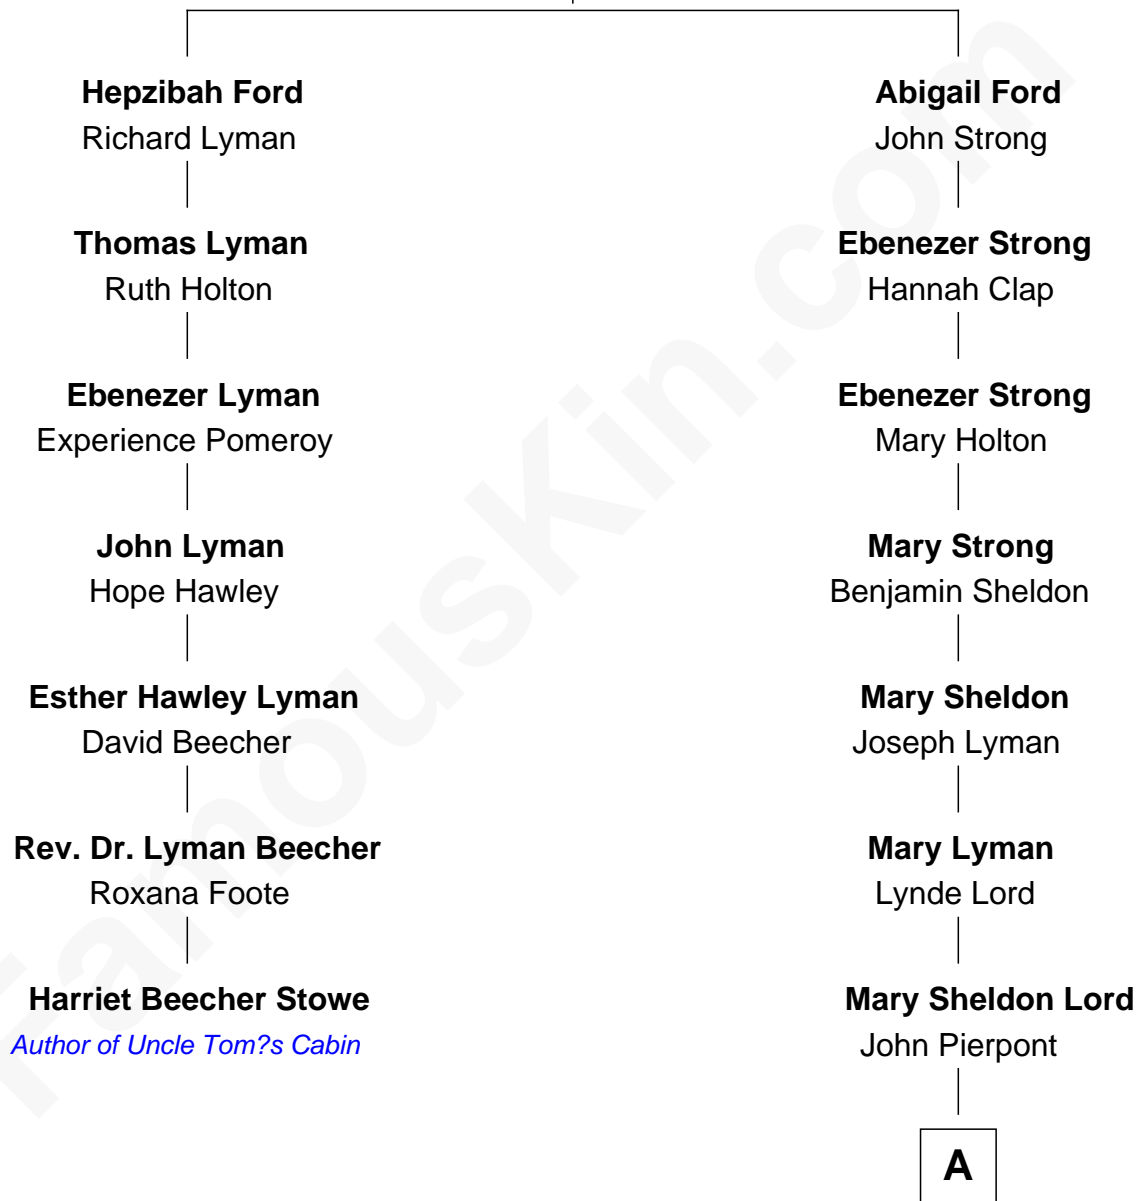 Hepzibah Ford
Richard Lyman
Thomas Lyman
Ruth Holton
Ebenezer Lyman
Experience Pomeroy
John Lyman
Hope Hawley
Esther Hawley Lyman
David Beecher
Rev. Dr. Lyman Beecher
Roxana Foote
Harriet Beecher Stowe
Author of Uncle Tom?s Cabin
Abigail Ford
John Strong
Ebenezer Strong
Hannah Clap
Ebenezer Strong
Mary Holton
Mary Strong
Benjamin Sheldon
Mary Sheldon
Joseph Lyman
Mary Lyman
Lynde Lord
Mary Sheldon Lord
John Pierpont
A
FamousKin.com